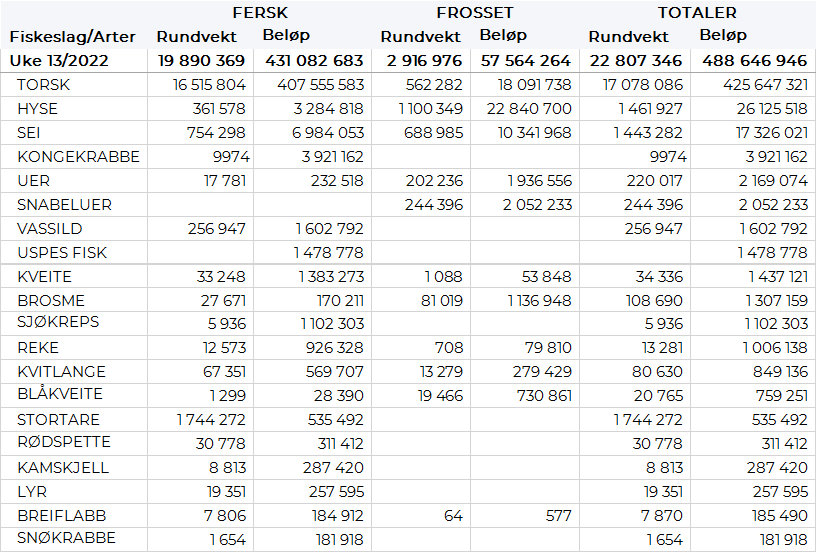 FERSK FROSSET TOTALER
Fiskeslag/Arter Rundvekt Beløp Rundvekt Beløp Rundvekt Beløp
Uke 13/2022 19 890 369 431 082 683 2 916 976 57 564 264 22 807 346 488 646 946
TORSK 16 515 804 407 555 583 562 282 18 091 738 17 078 086 425 647 321
HYSE 361 578 3 284 818 1 100 349 22 840 700 1 461 927 26 125 518
SEI 754 298 6 984 053 688 985 10 341 968 1 443 282 17 326 021
KONGEKRABBE 9974 3 921 162 9974 3 921 162
UER 17 781 232 518 202 236 1 936 556 220 017 2 169 074
SNABELUER 244 396 2 052 233 244 396 2 052 233
VASSILD 256 947 1 602 792 256 947 1 602 792
USPES FISK 1 478 778 1 478 778
KVEITE 33 248 1 383 273 1 088 53 848 34 336 1 437 121
BROSME 27 671 170 211 81 019 1 136 948 108 690 1 307 159
SJØKREPS 5 936 1 102 303 5 936 1 102 303
REKE 12 573 926 328 708 79 810 13 281 1 006 138
KVITLANGE 67 351 569 707 13 279 279 429 80 630 849 136
BLÅKVEITE 1 299 28 390 19 466 730 861 20 765 759 251
STORTARE 1 744 272 535 492 1 744 272 535 492
RØDSPETTE 30 778 311 412 30 778 311 412
KAMSKJELL 8 813 287 420 8 813 287 420
LYR 19 351 257 595 19 351 257 595
BREIFLABB 7 806 184 912 64 577 7 870 185 490
SNØKRABBE 1 654 181 918 1 654 181 918